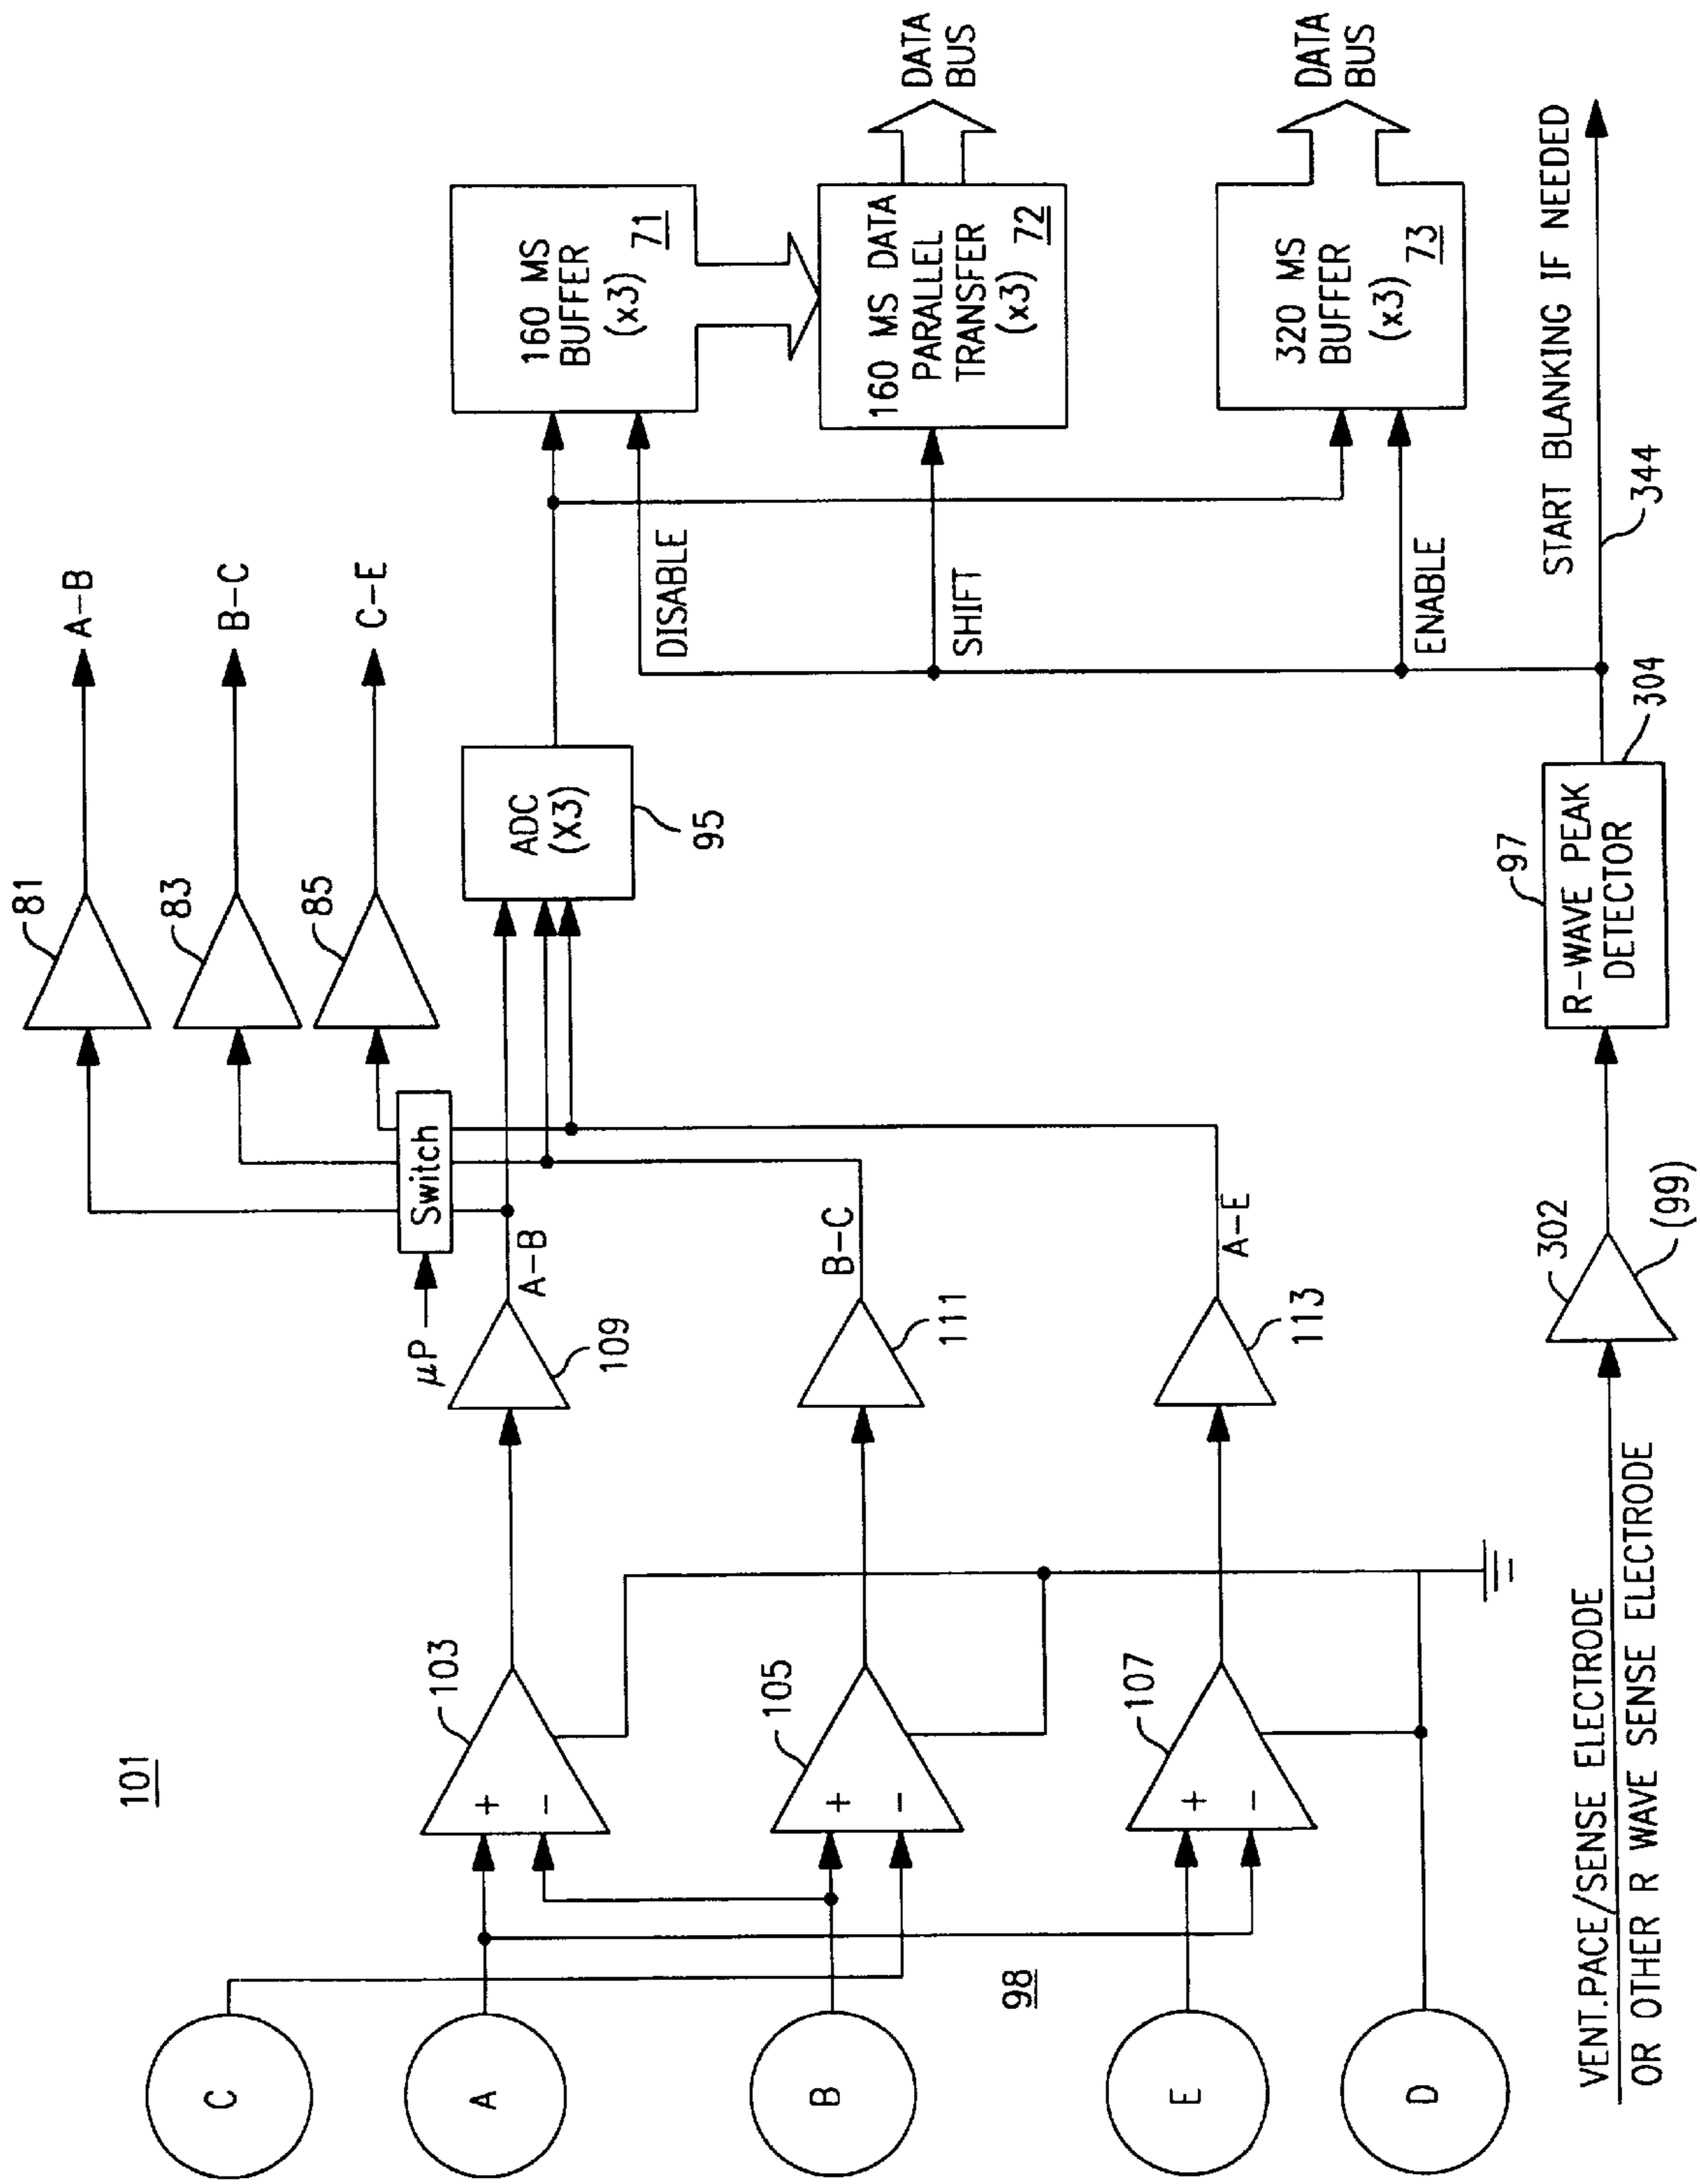 101
C
A
B
E
D
98
+
-
103
+
-
105
+
-
107
109
A-B
111
B-C
113
A-E
µP
Switch
81
A-B
83
B-C
85
C-E
ADC
(X3)
95
DISABLE
SHIFT
ENABLE
160 MS
BUFFER
(x3) 71
160 MS DATA
PARALLEL
TRANSFER
(x3) 72
DATA
BUS
320 MS
BUFFER
(x3) 73
DATA
BUS
VENT.PACE/SENSE ELECTRODE
OR OTHER R WAVE SENSE ELECTRODE
302
(99)
97
R-WAVE PEAK
DETECTOR
304
START BLANKING IF NEEDED
344